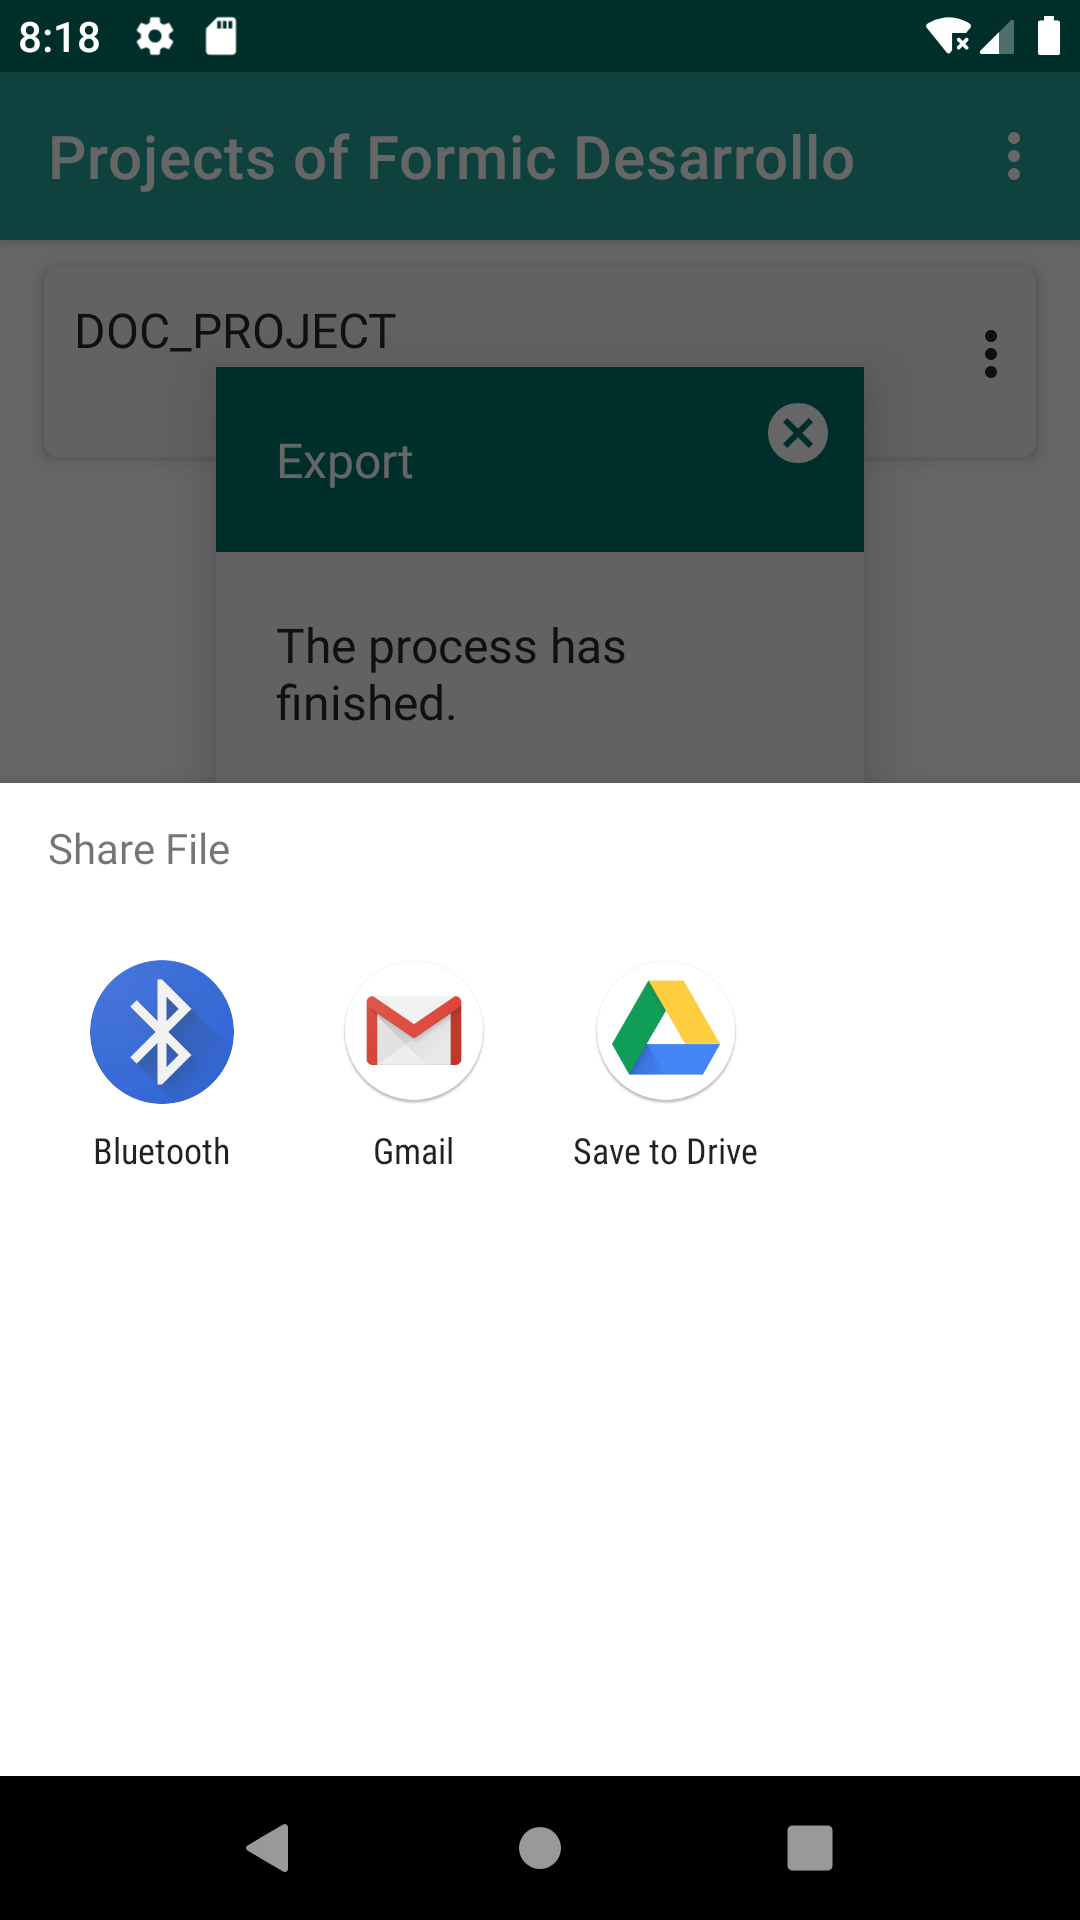 8:18
Projects of Formic Desarrollo
DOC_PROJECT
Export
The process has
finished.
Share File
Bluetooth
Gmail
Save to Drive